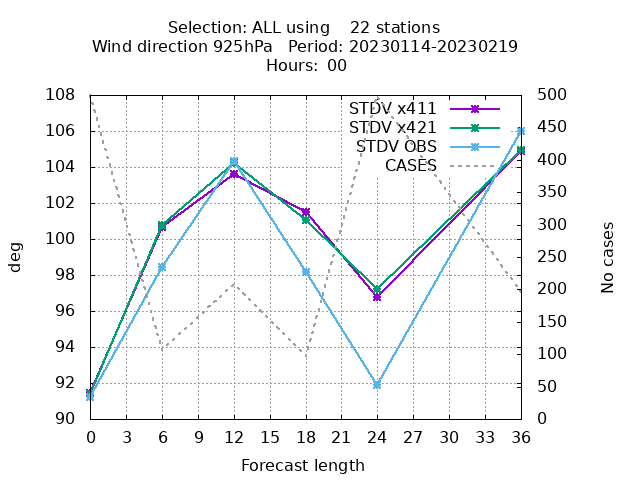 Selection: ALL using    22 stations
Wind direction 925hPa   Period: 20230114-20230219
Hours: 00
108
106
104
102
100
98
96
94
92
90
deg
STDV x411
STDV x421
STDV OBS
CASES
500
450
400
350
300
250
200
150
100
50
0
No cases
0 3 6 9 12 15 18 21 24 27 30 33 36
Forecast length